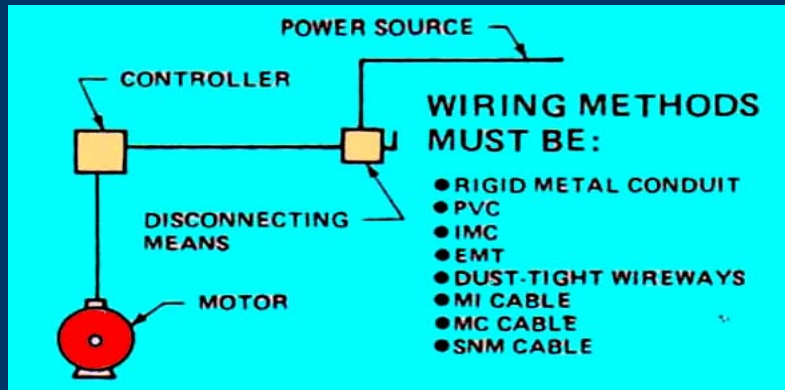 POWER SOURCE
CONTROLLER
WIRING METHODS
MUST BE:
● RIGID METAL CONDUIT
● PVC
● IMC
● EMT
● DUST-TIGHT WIREWAYS
● MI CABLE
● MC CABLE
● SNM CABLE
DISCONNECTING
MEANS
MOTOR